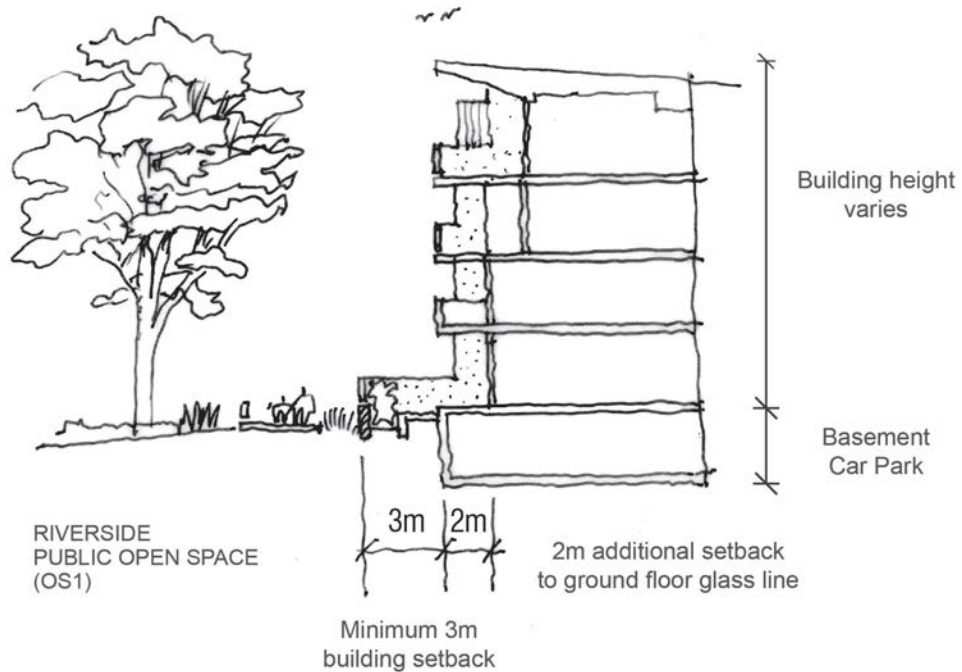 Building height
varies
Basement
Car Park
3m
2m
RIVERSIDE
PUBLIC OPEN SPACE
(OS1)
2m additional setback
to ground floor glass line
Minimum 3m
building setback